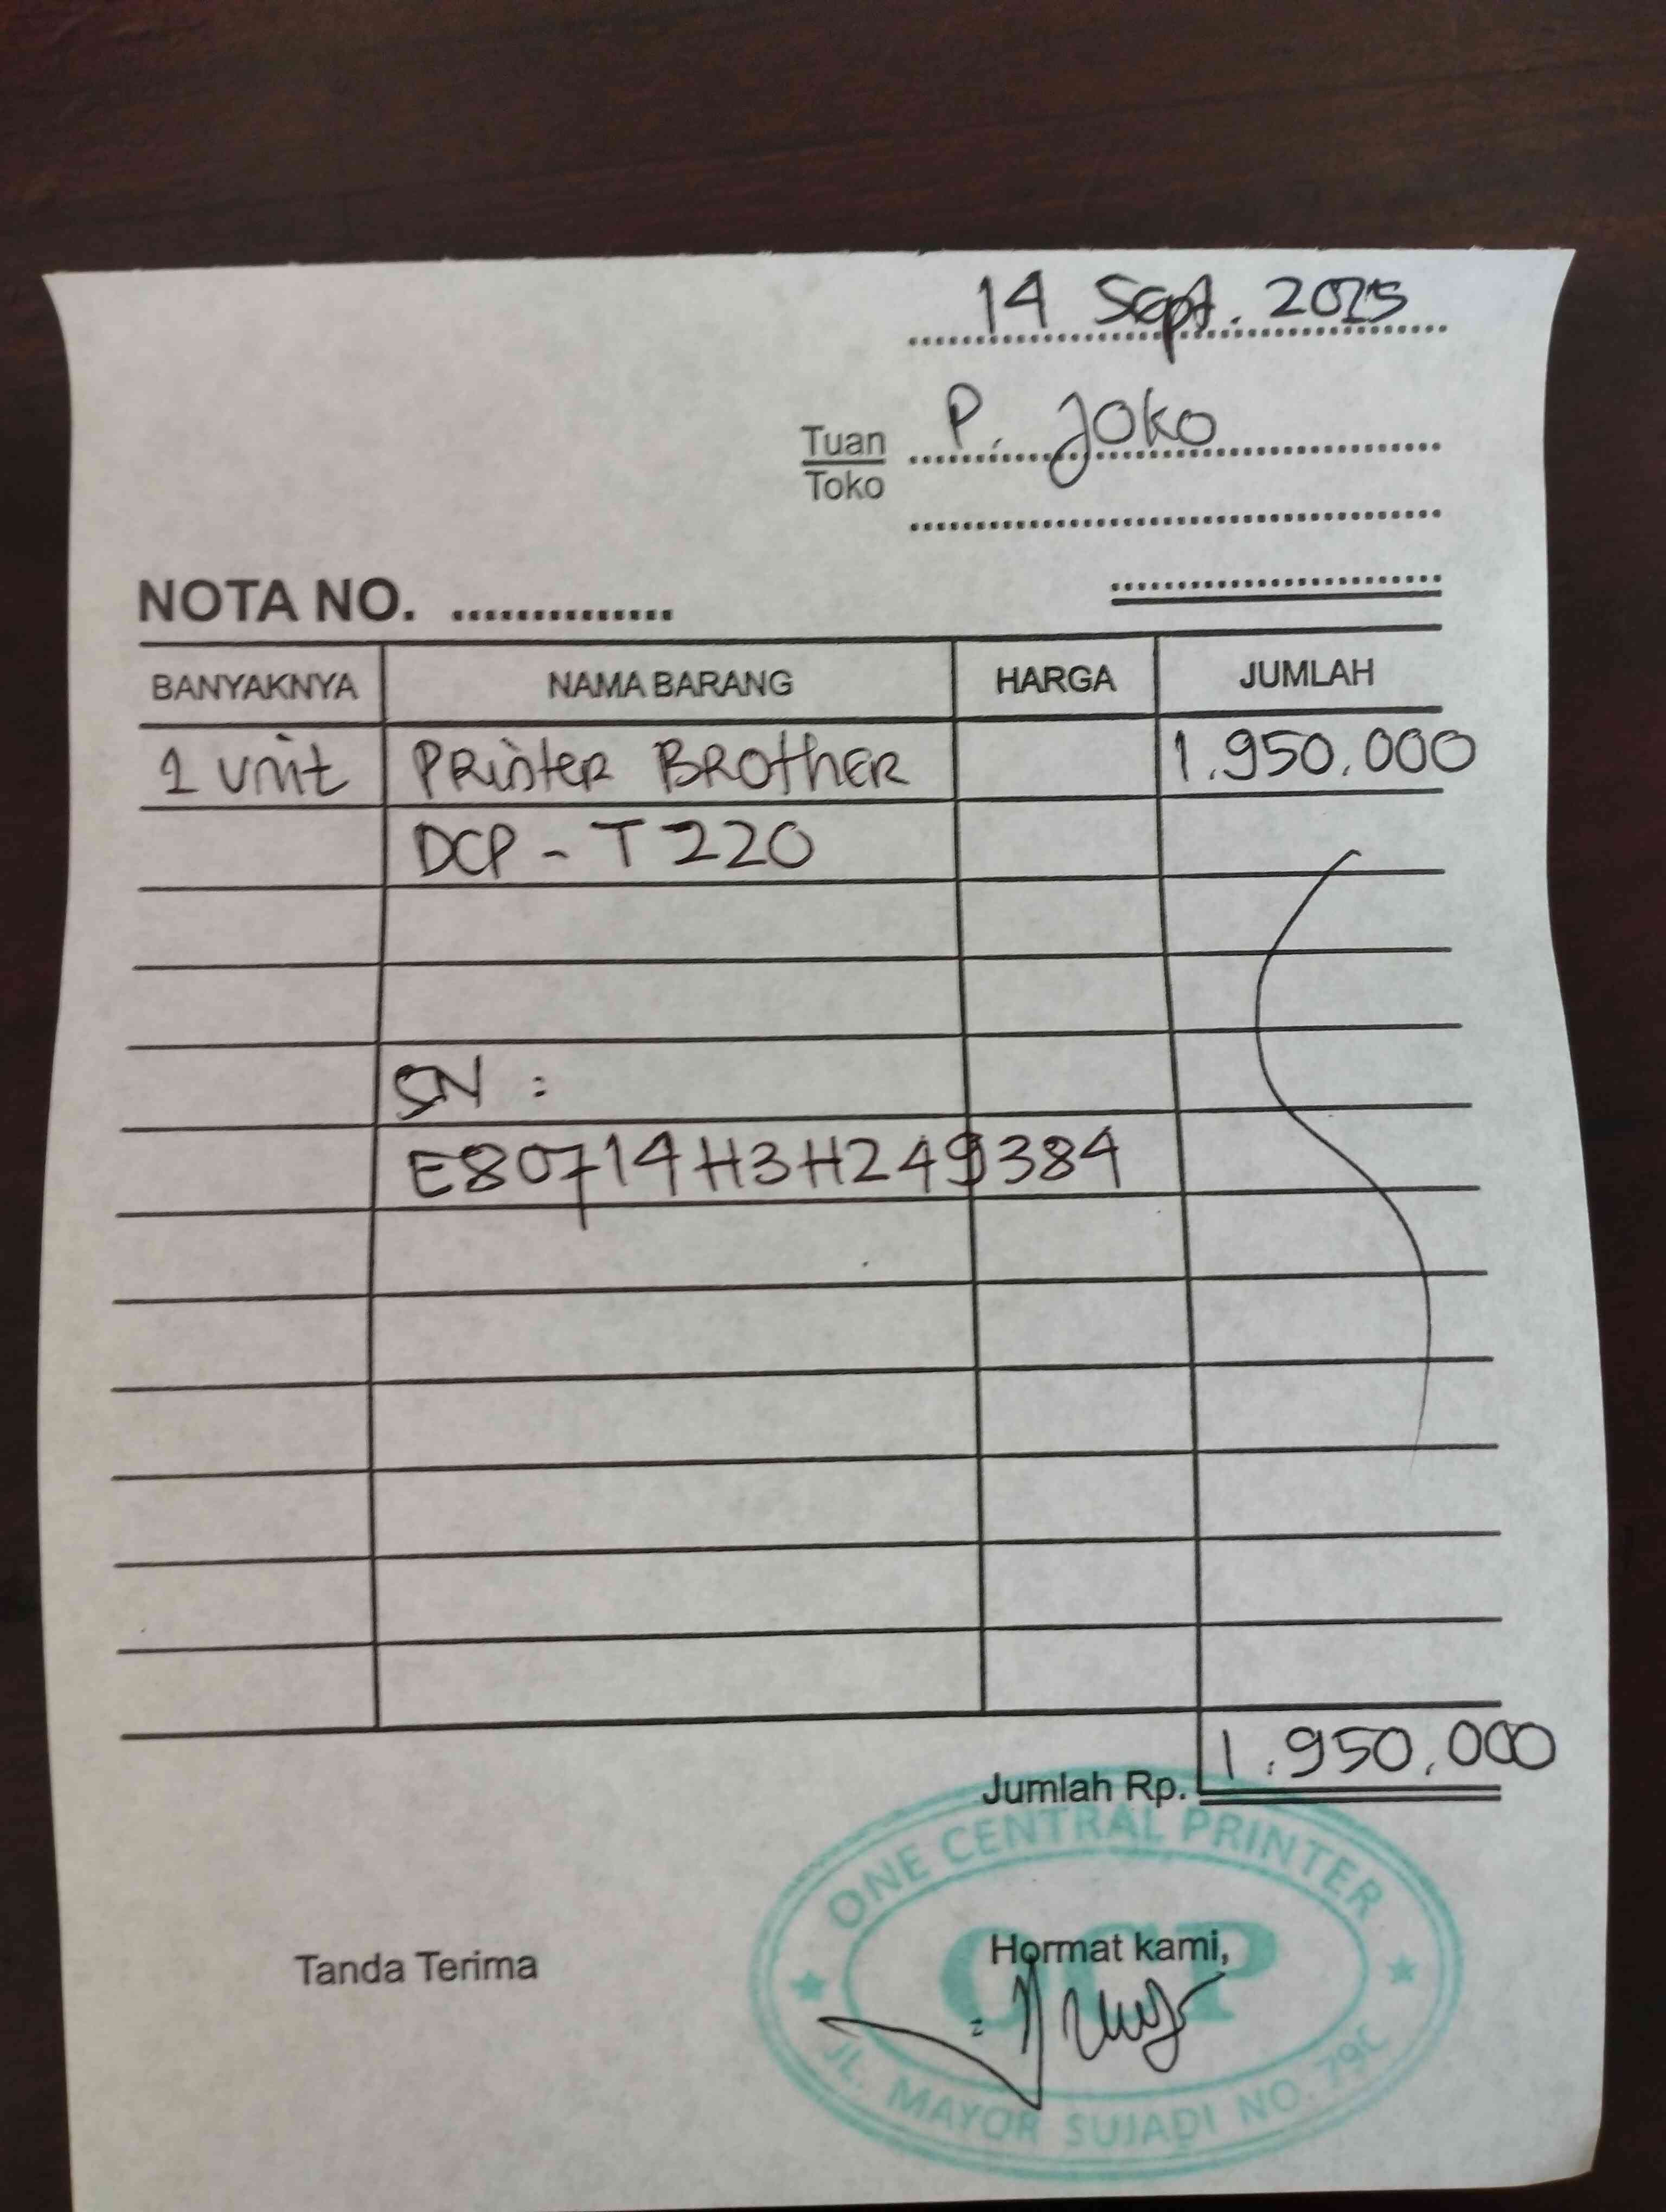 14 Sept. 2025
Tuan P. Joko
Toko
NOTA NO. ...............
BANYAKNYA NAMA BARANG HARGA JUMLAH
1 unit Printer Brother 1.950.000
DCP - T220
SN :
E80714H3H249384
Jumlah Rp. 1.950.000
ONE CENTRAL PRINTER
OCP
Tanda Terima Hormat kami,
JL. MAYOR SUJADI NO. 79C